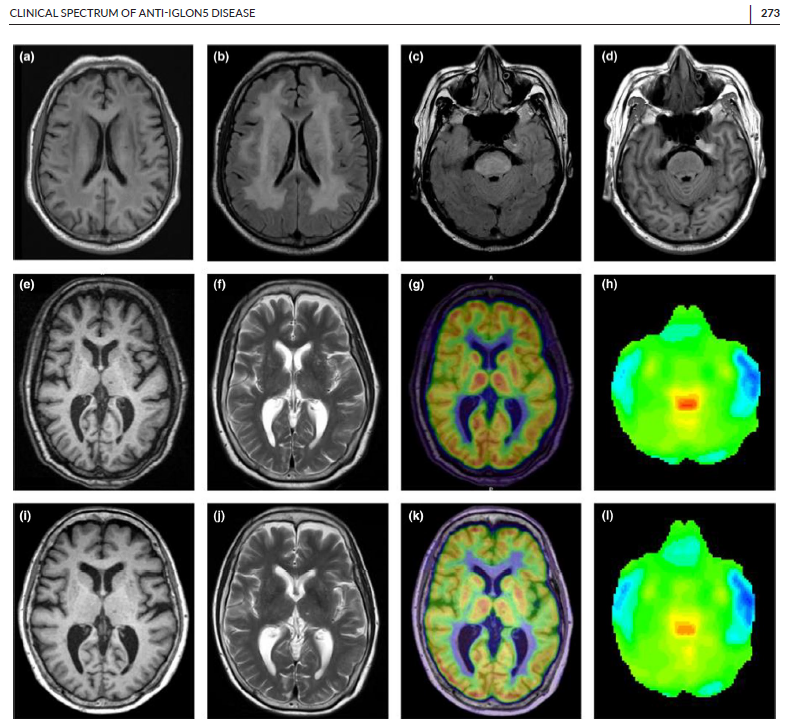 CLINICAL SPECTRUM OF ANTI-IGLON5 DISEASE 273
(a) (b) (c) (d)
(e) (f) (g) (h)
(i) (j) (k) (l)